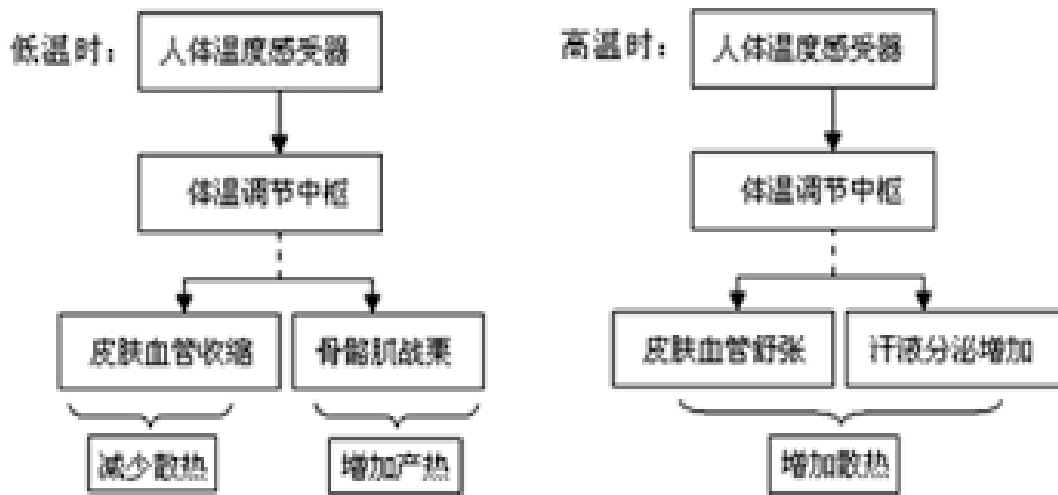 低温时：
人体温度感受器
体温调节中枢
皮肤血管收缩
骨骼肌战栗
减少散热
增加产热
高温时：
人体温度感受器
体温调节中枢
皮肤血管舒张
汗液分泌增加
增加散热